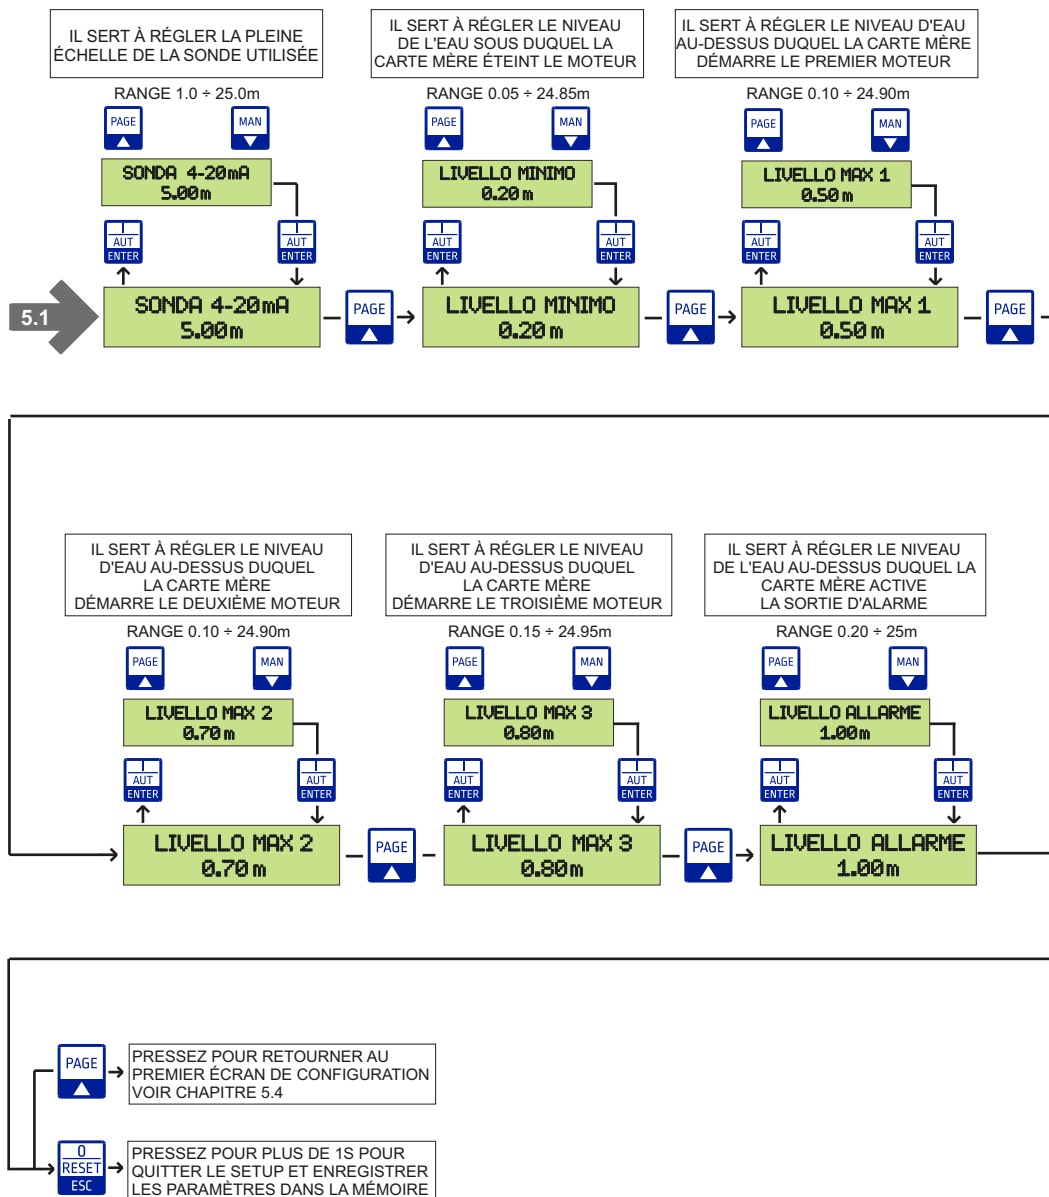 IL SERT À RÉGLER LA PLEINE
ÉCHELLE DE LA SONDE UTILISÉE
RANGE 1.0 ÷ 25.0m
PAGE
MAN
SONDA 4-20mA
5.00m
AUT
ENTER
AUT
ENTER
5.1
SONDA 4-20mA
5.00m
PAGE
IL SERT À RÉGLER LE NIVEAU
DE L'EAU SOUS DUQUEL LA
CARTE MÈRE ÉTEINT LE MOTEUR
RANGE 0.05 ÷ 24.85m
PAGE
MAN
LIVELLO MINIMO
0.20 m
AUT
ENTER
AUT
ENTER
LIVELLO MINIMO
0.20 m
PAGE
IL SERT À RÉGLER LE NIVEAU D'EAU
AU-DESSUS DUQUEL LA CARTE MÈRE
DÉMARRE LE PREMIER MOTEUR
RANGE 0.10 ÷ 24.90m
PAGE
MAN
LIVELLO MAX 1
0.50 m
AUT
ENTER
AUT
ENTER
LIVELLO MAX 1
0.50 m
PAGE
IL SERT À RÉGLER LE NIVEAU
D'EAU AU-DESSUS DUQUEL
LA CARTE MÈRE
DÉMARRE LE DEUXIÈME MOTEUR
RANGE 0.10 ÷ 24.90m
PAGE
MAN
LIVELLO MAX 2
0.70 m
AUT
ENTER
AUT
ENTER
LIVELLO MAX 2
0.70 m
PAGE
IL SERT À RÉGLER LE NIVEAU
D'EAU AU-DESSUS DUQUEL
LA CARTE MÈRE
DÉMARRE LE TROISIÈME MOTEUR
RANGE 0.15 ÷ 24.95m
PAGE
MAN
LIVELLO MAX 3
0.80m
AUT
ENTER
AUT
ENTER
LIVELLO MAX 3
0.80m
PAGE
IL SERT À RÉGLER LE NIVEAU
DE L'EAU AU-DESSUS DUQUEL LA
CARTE MÈRE ACTIVE
LA SORTIE D'ALARME
RANGE 0.20 ÷ 25m
PAGE
MAN
LIVELLO ALLARME
1.00m
AUT
ENTER
AUT
ENTER
LIVELLO ALLARME
1.00m
PAGE
PRESSEZ POUR RETOURNER AU
PREMIER ÉCRAN DE CONFIGURATION
VOIR CHAPITRE 5.4
0
RESET
ESC
PRESSEZ POUR PLUS DE 1S POUR
QUITTER LE SETUP ET ENREGISTRER
LES PARAMÈTRES DANS LA MÉMOIRE